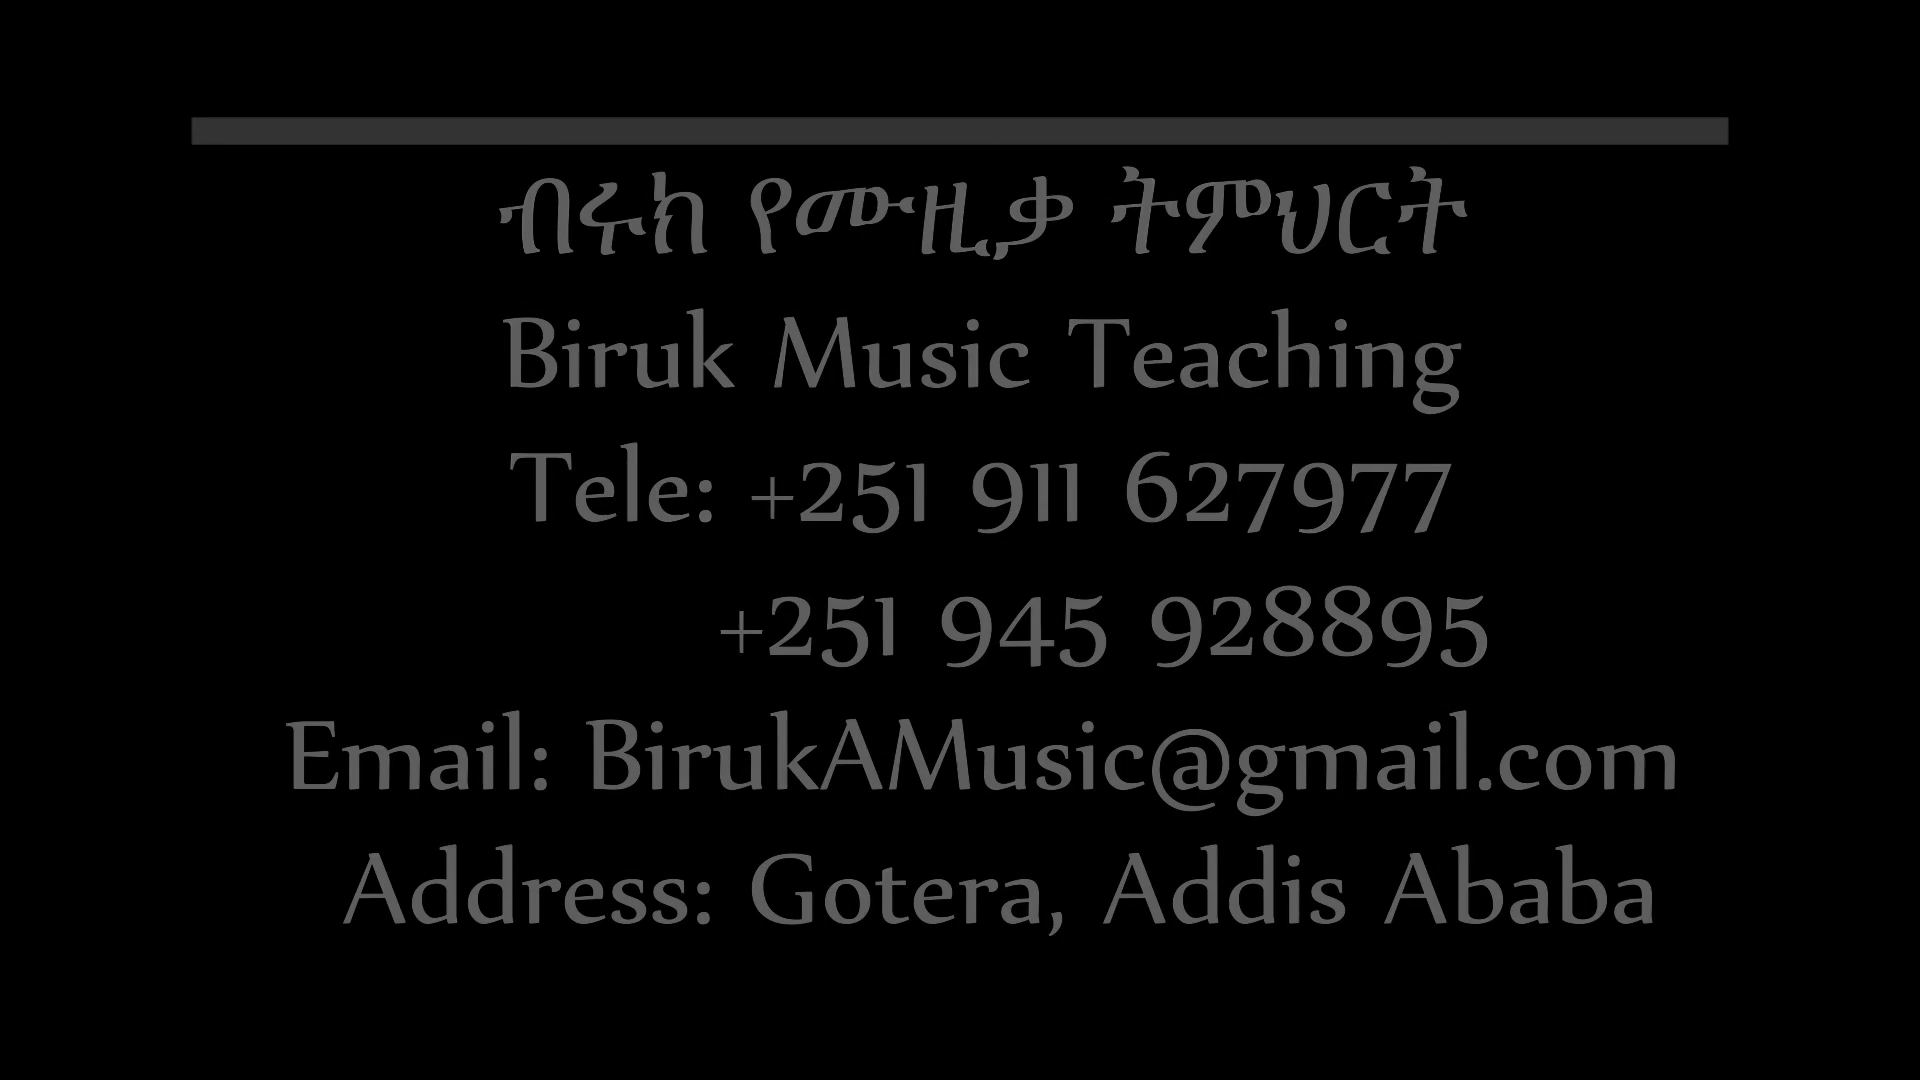 ብሩክ የሙዚቃ ትምህርት
Biruk Music Teaching
Tele: +251 911 627977
+251 945 928895
Email: BirukAMusic@gmail.com
Address: Gotera, Addis Ababa